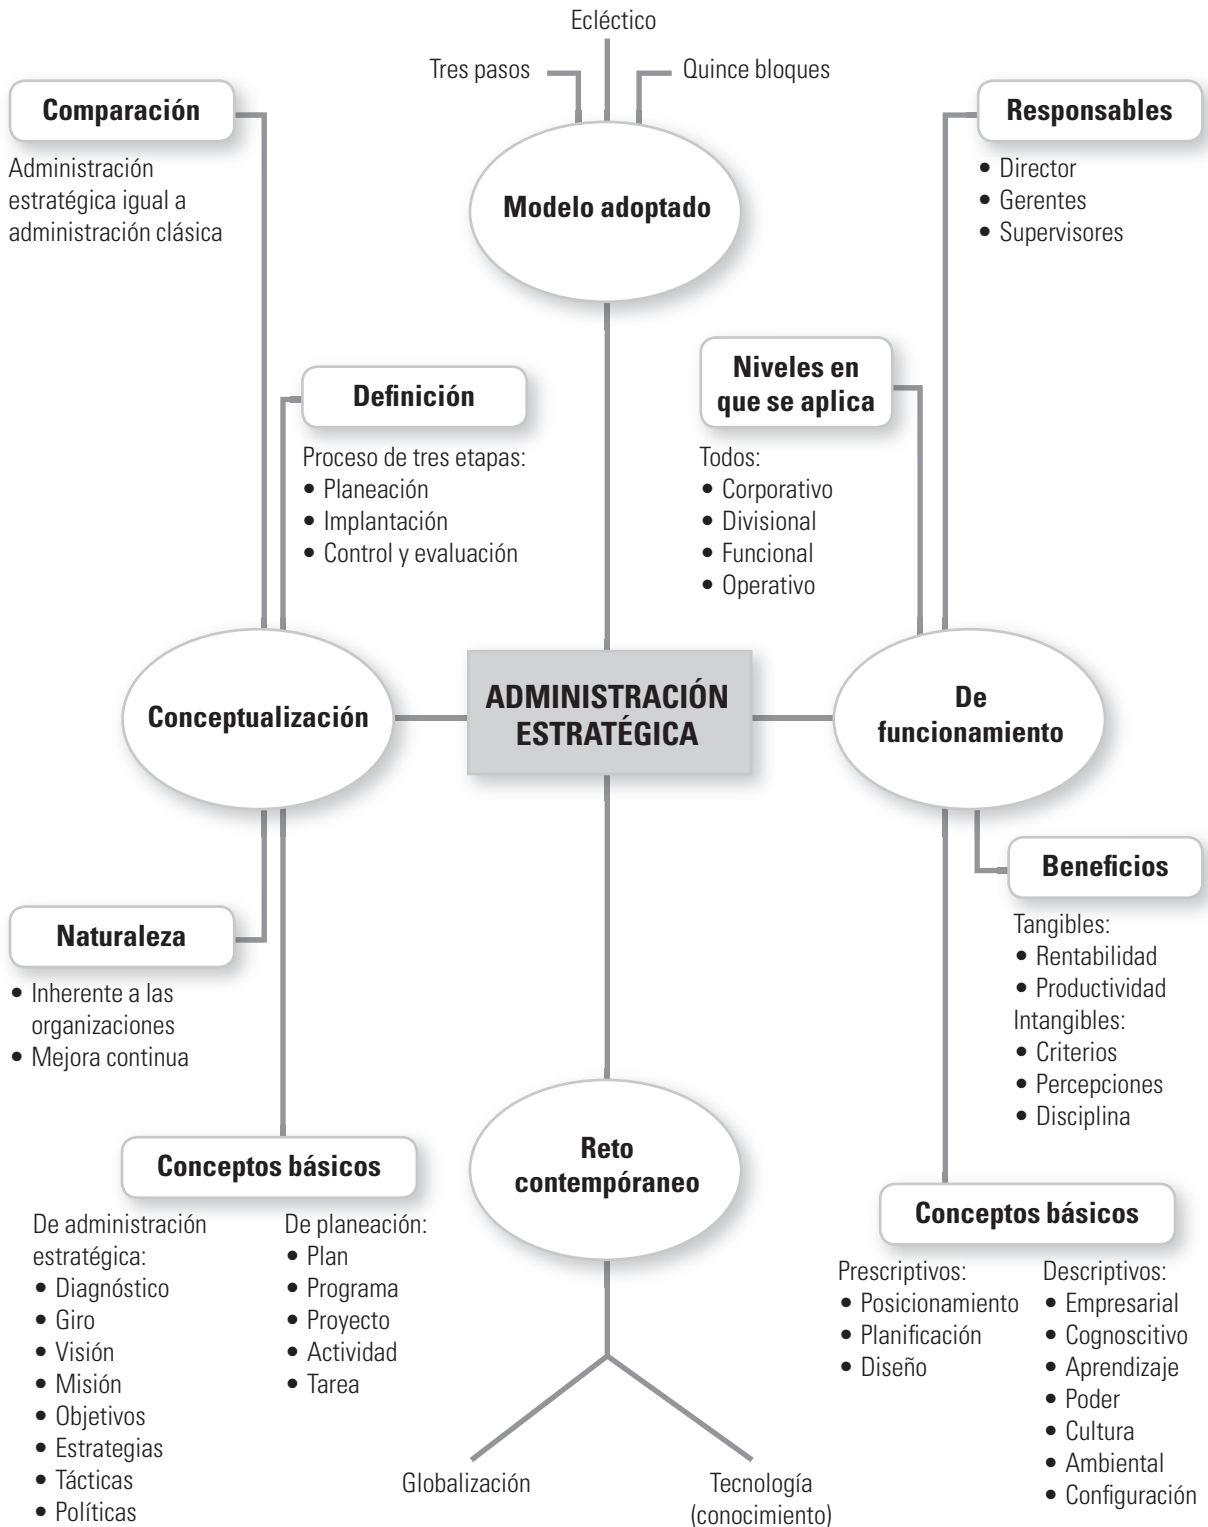 Ecléctico
Tres pasos
Quince bloques
Modelo adoptado
Comparación
Administración
estratégica igual a
administración clásica
Definición
Proceso de tres etapas:
• Planeación
• Implantación
• Control y evaluación
Responsables
• Director
• Gerentes
• Supervisores
Niveles en
que se aplica
Todos:
• Corporativo
• Divisional
• Funcional
• Operativo
Conceptualización
ADMINISTRACIÓN
ESTRATÉGICA
De
funcionamiento
Naturaleza
• Inherente a las
organizaciones
• Mejora continua
Beneficios
Tangibles:
• Rentabilidad
• Productividad
Intangibles:
• Criterios
• Percepciones
• Disciplina
Conceptos básicos
De administración
estratégica:
• Diagnóstico
• Giro
• Visión
• Misión
• Objetivos
• Estrategias
• Tácticas
• Políticas
De planeación:
• Plan
• Programa
• Proyecto
• Actividad
• Tarea
Reto
contempóraneo
Globalización
Tecnología
(conocimiento)
Conceptos básicos
Prescriptivos:
• Posicionamiento
• Planificación
• Diseño
Descriptivos:
• Empresarial
• Cognoscitivo
• Aprendizaje
• Poder
• Cultura
• Ambiental
• Configuración